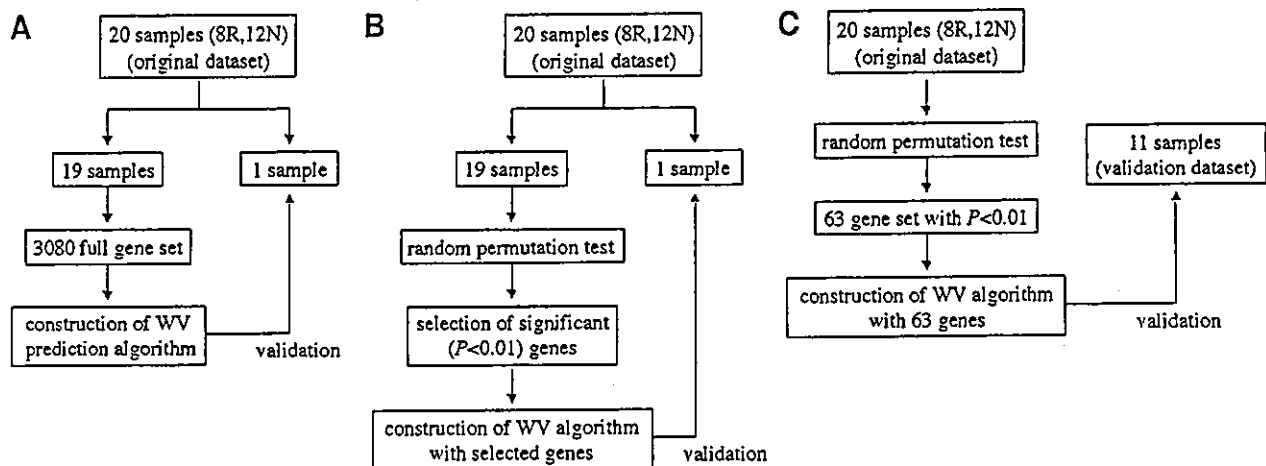 A
20 samples (8R,12N)
(original dataset)
19 samples
1 sample
3080 full gene set
construction of WV
prediction algorithm
validation
B
20 samples (8R,12N)
(original dataset)
19 samples
1 sample
random permutation test
selection of significant
(P<0.01) genes
construction of WV algorithm
with selected genes
validation
C
20 samples (8R,12N)
(original dataset)
random permutation test
11 samples
(validation dataset)
63 gene set with P<0.01
construction of WV algorithm
with 63 genes
validation